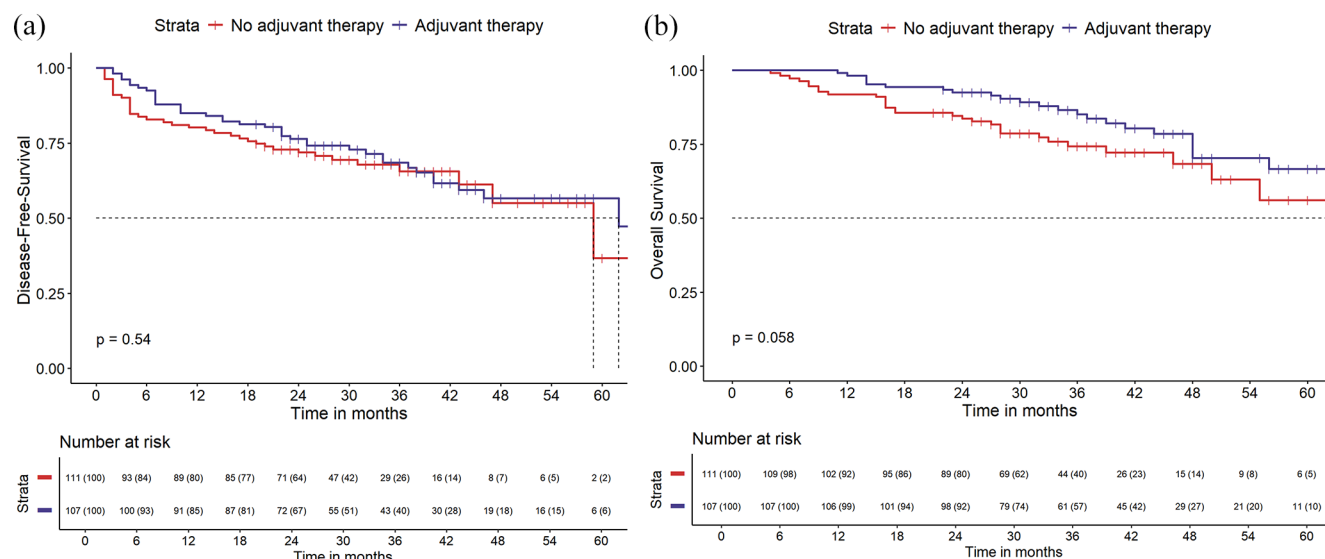 (a)
Strata No adjuvant therapy Adjuvant therapy
1.00
0.75
0.50
0.25
0.00
Disease-Free-Survival
p = 0.54
0 6 12 18 24 30 36 42 48 54 60
Time in months
Number at risk
Strata
111 (100) 93 (84) 89 (80) 85 (77) 71 (64) 47 (42) 29 (26) 16 (14) 8 (7) 6 (5) 2 (2)
107 (100) 100 (93) 91 (85) 87 (81) 72 (67) 55 (51) 43 (40) 30 (28) 19 (18) 16 (15) 6 (6)
0 6 12 18 24 30 36 42 48 54 60
Time in months
(b)
Strata No adjuvant therapy Adjuvant therapy
1.00
0.75
0.50
0.25
0.00
Overall Survival
p = 0.058
0 6 12 18 24 30 36 42 48 54 60
Time in months
Number at risk
Strata
111 (100) 109 (98) 102 (92) 95 (86) 89 (80) 69 (62) 44 (40) 26 (23) 15 (14) 9 (8) 6 (5)
107 (100) 107 (100) 106 (99) 101 (94) 98 (92) 79 (74) 61 (57) 45 (42) 29 (27) 21 (20) 11 (10)
0 6 12 18 24 30 36 42 48 54 60
Time in months